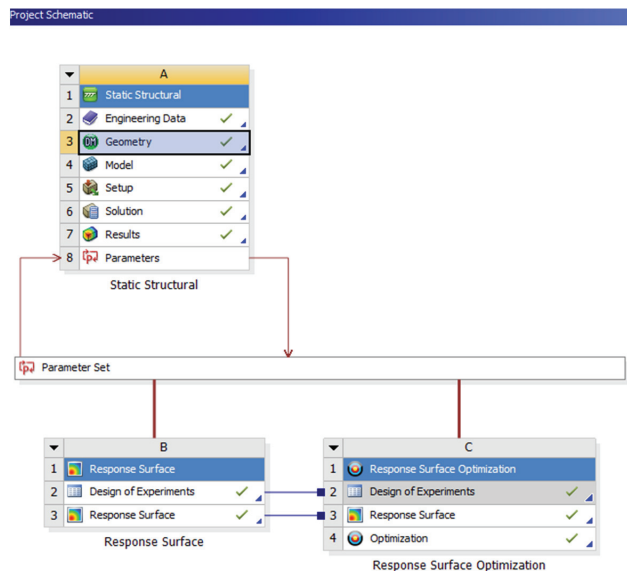 Project Schematic
A
1 Static Structural
2 Engineering Data
3 DM Geometry
4 Model
5 Setup
6 Solution
7 Results
8 Parameters
Static Structural
Parameter Set
B
1 Response Surface
2 Design of Experiments
3 Response Surface
Response Surface
C
1 Response Surface Optimization
2 Design of Experiments
3 Response Surface
4 Optimization
Response Surface Optimization